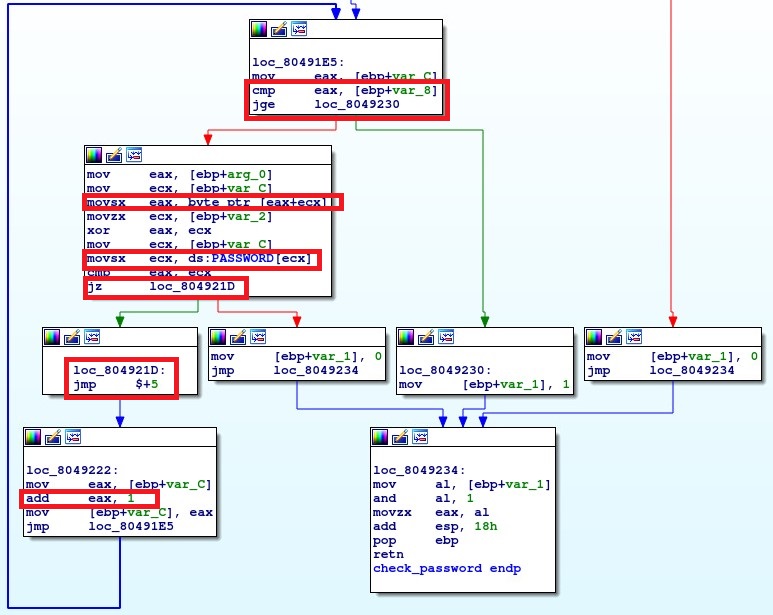 loc_80491E5:
mov eax, [ebp+var_C]
cmp eax, [ebp+var_8]
jge loc_8049230
mov eax, [ebp+arg_0]
mov ecx, [ebp+var_C]
movsx eax, byte ptr [eax+ecx]
movzx ecx, [ebp+var_2]
xor eax, ecx
mov ecx, [ebp+var_C]
movsx ecx, ds:PASSWORD[ecx]
cmp eax, ecx
jz loc_804921D
loc_804921D:
jmp $+5
mov [ebp+var_1], 0
jmp loc_8049234
loc_8049230:
mov [ebp+var_1], 1
mov [ebp+var_1], 0
jmp loc_8049234
loc_8049222:
mov eax, [ebp+var_C]
add eax, 1
mov [ebp+var_C], eax
jmp loc_80491E5
loc_8049234:
mov al, [ebp+var_1]
and al, 1
movzx eax, al
add esp, 18h
pop ebp
retn
check_password endp